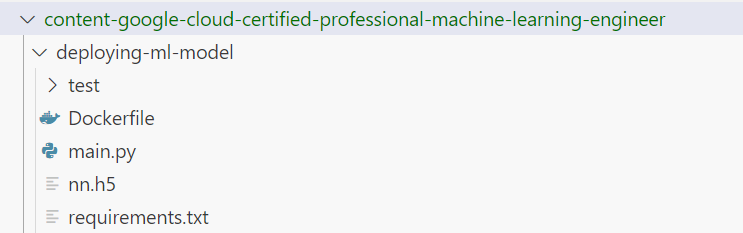 content-google-cloud-certified-professional-machine-learning-engineer
deploying-ml-model
test
Dockerfile
main.py
nn.h5
requirements.txt